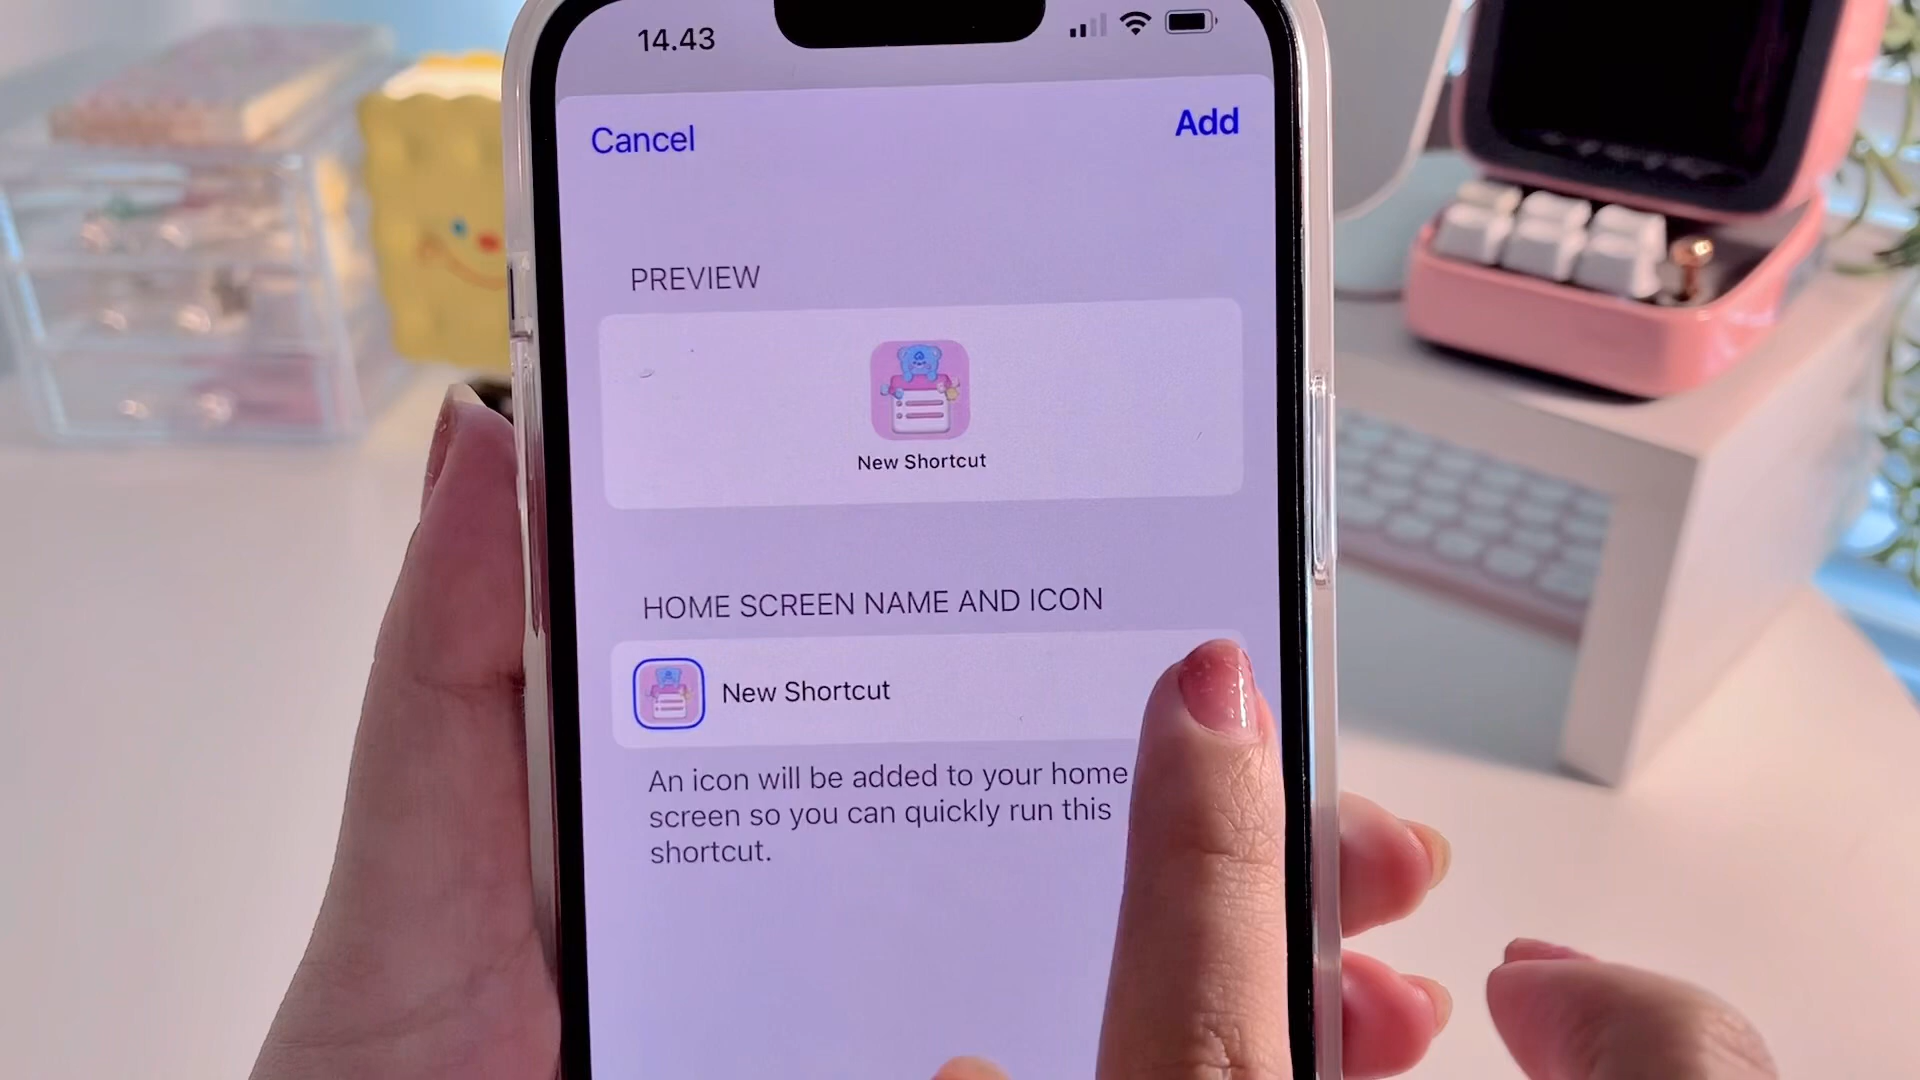 14.43
Cancel
Add
PREVIEW
New Shortcut
HOME SCREEN NAME AND ICON
New Shortcut
An icon will be added to your home
screen so you can quickly run this
shortcut.